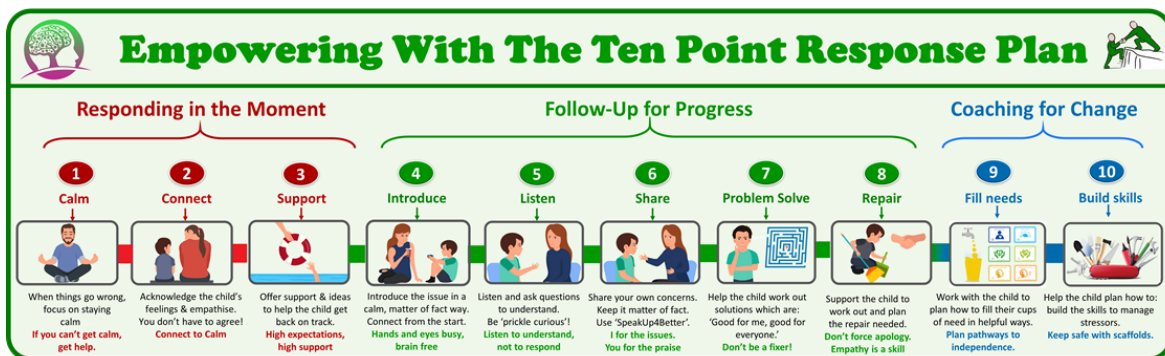 Empowering With The Ten Point Response Plan
Responding in the Moment
Follow-Up for Progress
Coaching for Change
1
Calm
When things go wrong,
focus on staying
calm
If you can't get calm,
get help.
2
Connect
Acknowledge the child's
feelings & empathise.
You don't have to agree!
Connect to Calm
3
Support
Offer support & ideas
to help the child get
back on track.
High expectations,
high support
4
Introduce
Introduce the issue in a
calm, matter of fact way.
Connect from the start.
Hands and eyes busy,
brain free
5
Listen
Listen and ask questions
to understand.
Be 'prickle curious'!
Listen to understand,
not to respond
6
Share
Share your own concerns.
Keep it matter of fact.
Use 'SpeakUp4Better'.
I for the issues.
You for the praise
7
Problem Solve
Help the child work out
solutions which are:
'Good for me, good for
everyone.'
Don't be a fixer!
8
Repair
Support the child to
work out and plan
the repair needed.
Don't force apology.
Empathy is a skill
9
Fill needs
Work with the child to
plan how to fill their cups
of need in helpful ways.
Plan pathways to
independence.
10
Build skills
Help the child plan how to:
build the skills to manage
stressors.
Keep safe with scaffolds.